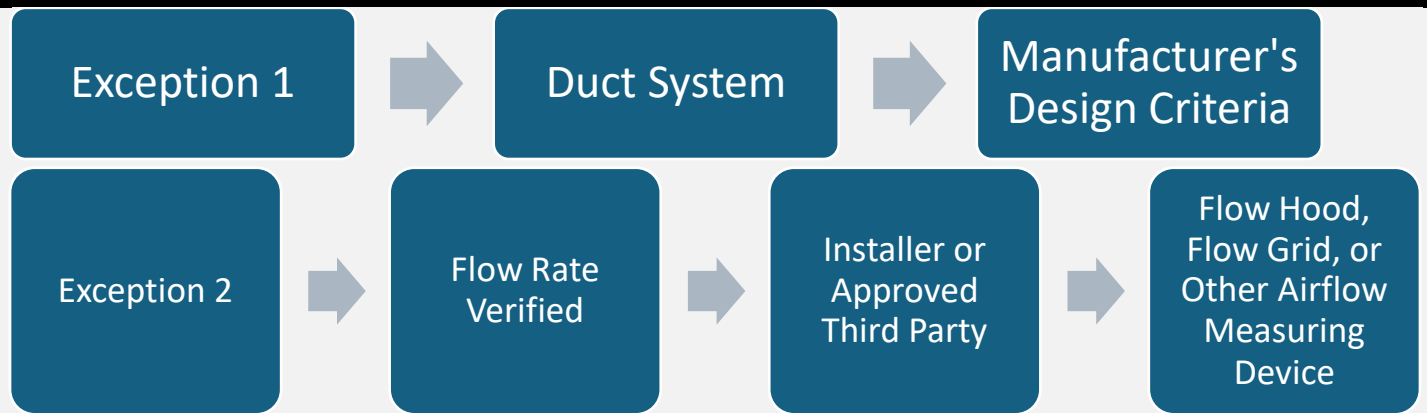 Exception 1
Duct System
Manufacturer's
Design Criteria
Exception 2
Flow Rate
Verified
Installer or
Approved
Third Party
Flow Hood,
Flow Grid, or
Other Airflow
Measuring
Device